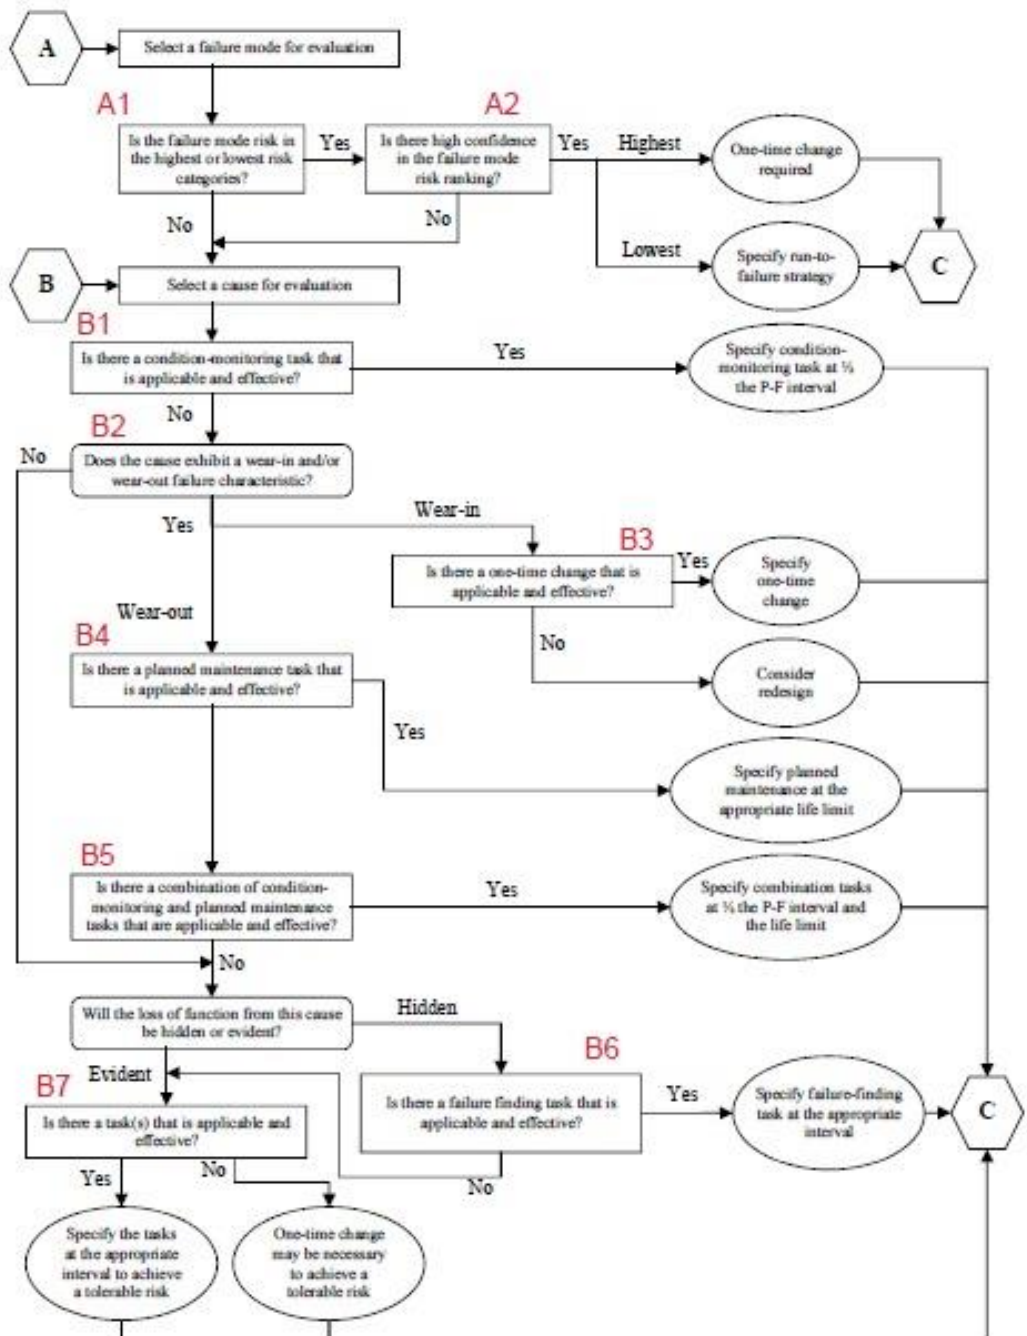 A
Select a failure mode for evaluation
A1
A2
Is the failure mode risk in
the highest or lowest risk
categories?
Yes
Is there high confidence
in the failure mode
risk ranking?
Yes
Highest
One-time change
required
No
No
Lowest
Specify run-to-
failure strategy
C
B
Select a cause for evaluation
B1
Is there a condition-monitoring task that
is applicable and effective?
Yes
Specify condition-
monitoring task at
the P-F interval
No
B2
No
Does the cause exhibit a wear-in and/or
wear-out failure characteristic?
Yes
Wear-in
B3
Is there a one-time change that is
applicable and effective?
Yes
Specify
one-time
change
Wear-out
No
Consider
redesign
B4
Is there a planned maintenance task that
is applicable and effective?
Yes
Specify planned
maintenance at the
appropriate life limit
B5
Is there a combination of condition-
monitoring and planned maintenance
tasks that are applicable and effective?
Yes
Specify combination tasks
at the P-F interval and
the life limit
No
Will the loss of function from this cause
be hidden or evident?
Hidden
B6
Evident
B7
Is there a failure finding task that is
applicable and effective?
Yes
Specify failure-finding
task at the appropriate
interval
C
Is there a task(s) that is applicable and
effective?
Yes
No
No
Specify the tasks
at the appropriate
interval to achieve
a tolerable risk
One-time change
may be necessary
to achieve a
tolerable risk